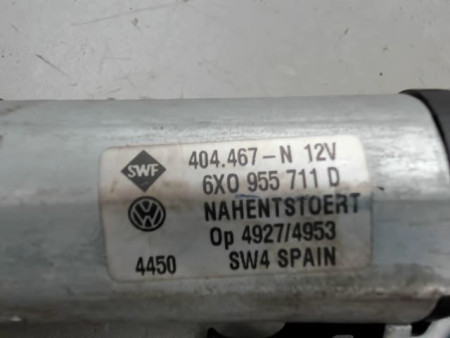 SWF 404.467-N 12V
6X0 955 711 D
NAHENTSTOERT
Op 4927/4953
4450 SW4 SPAIN